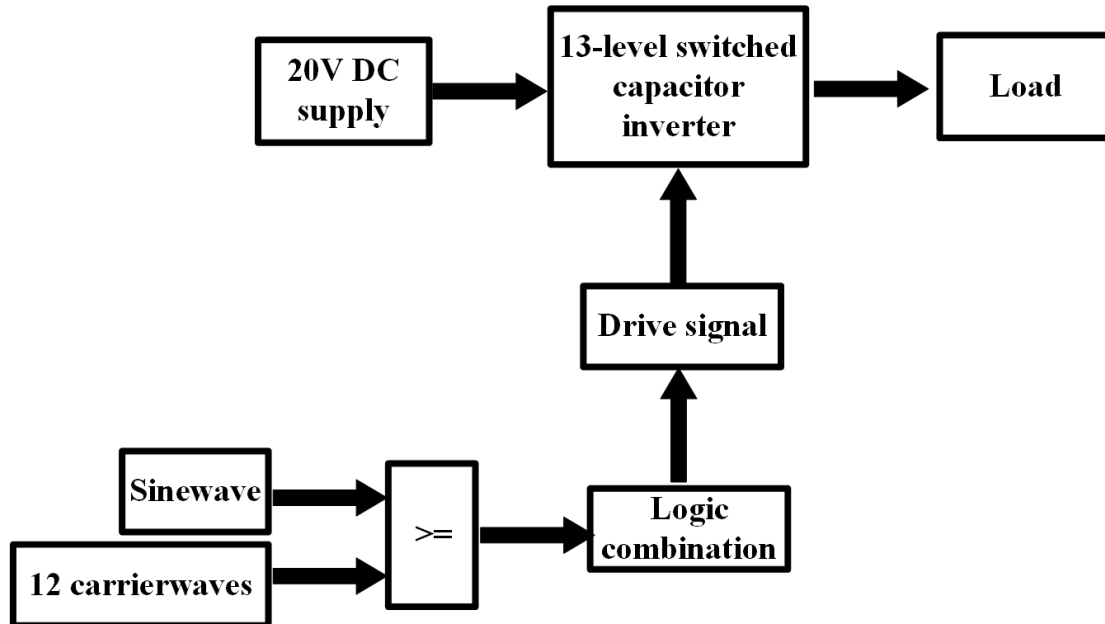 20V DC
supply
13-level switched
capacitor
inverter
Load
Drive signal
Sinewave
12 carrierwaves
>=
Logic
combination